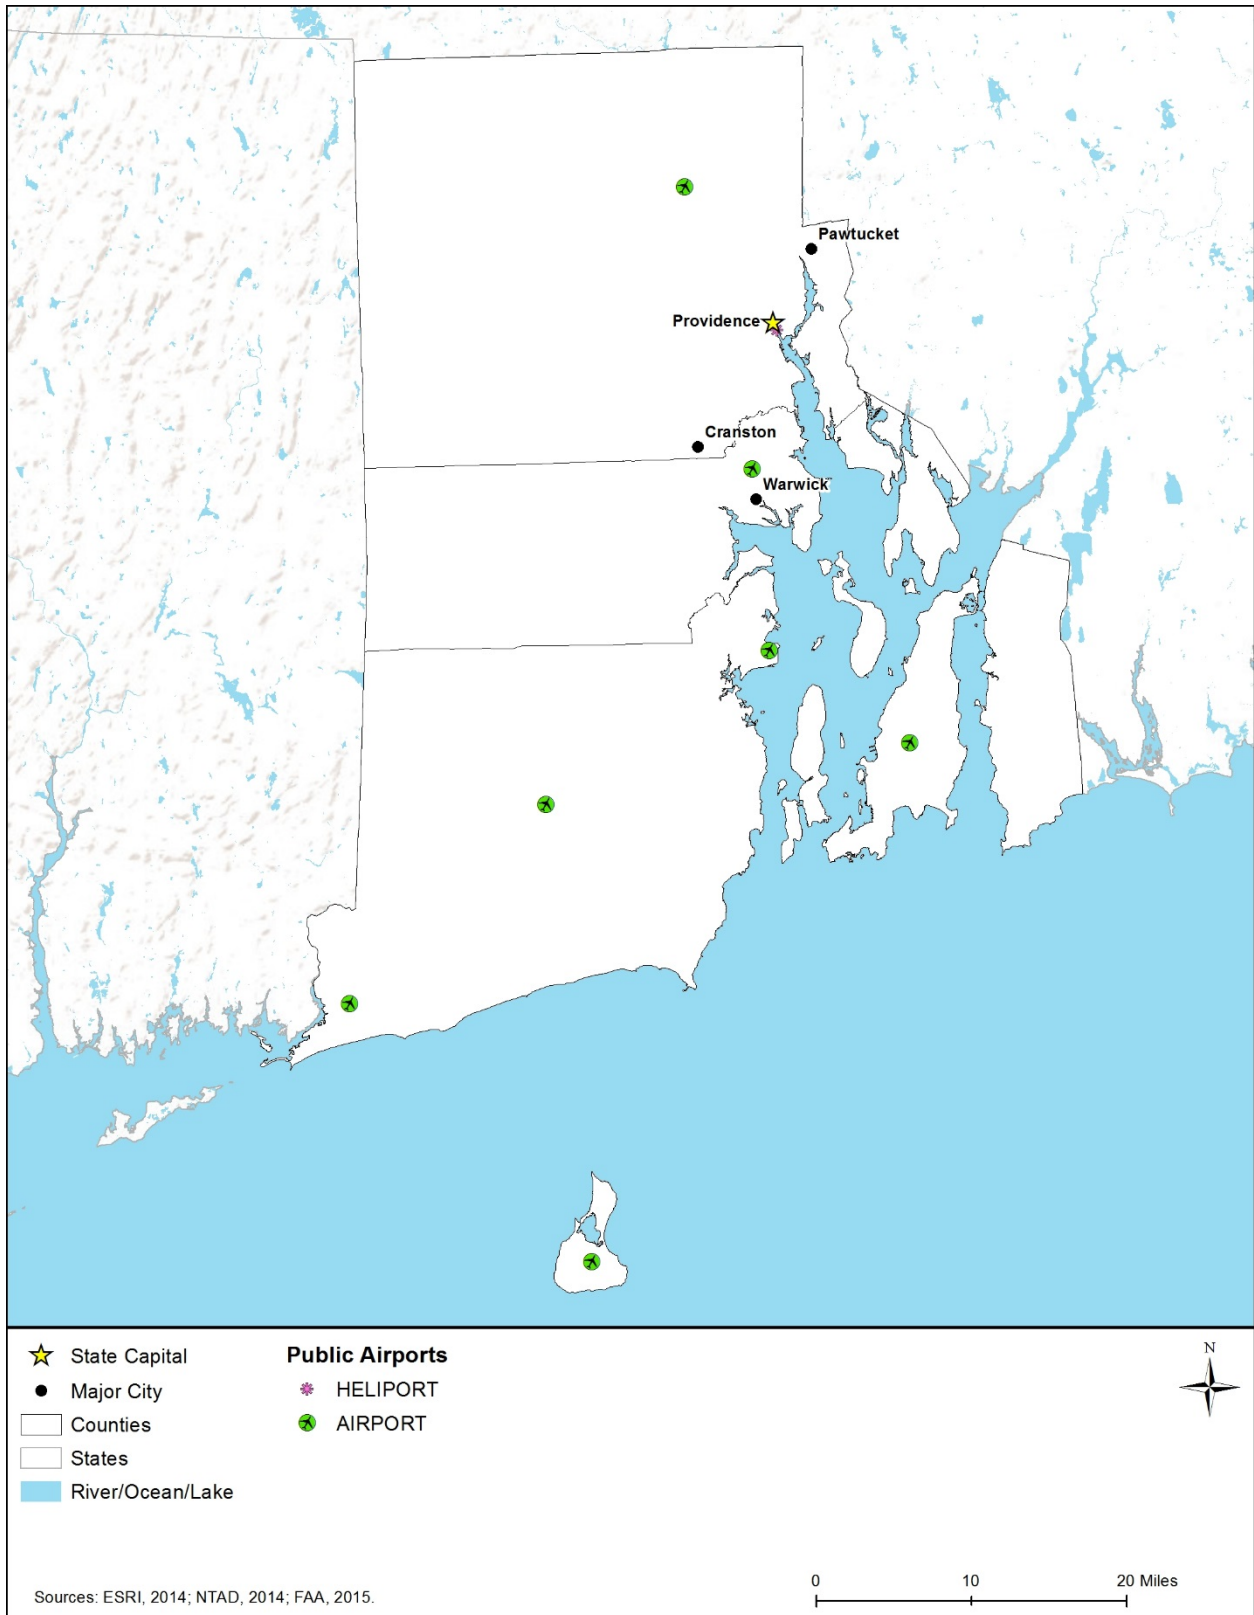 Pawtucket
Providence
Cranston
Warwick
State Capital
Major City
Counties
States
River/Ocean/Lake
Public Airports
HELIPORT
AIRPORT
N
Sources: ESRI, 2014; NTAD, 2014; FAA, 2015.
0 10 20 Miles